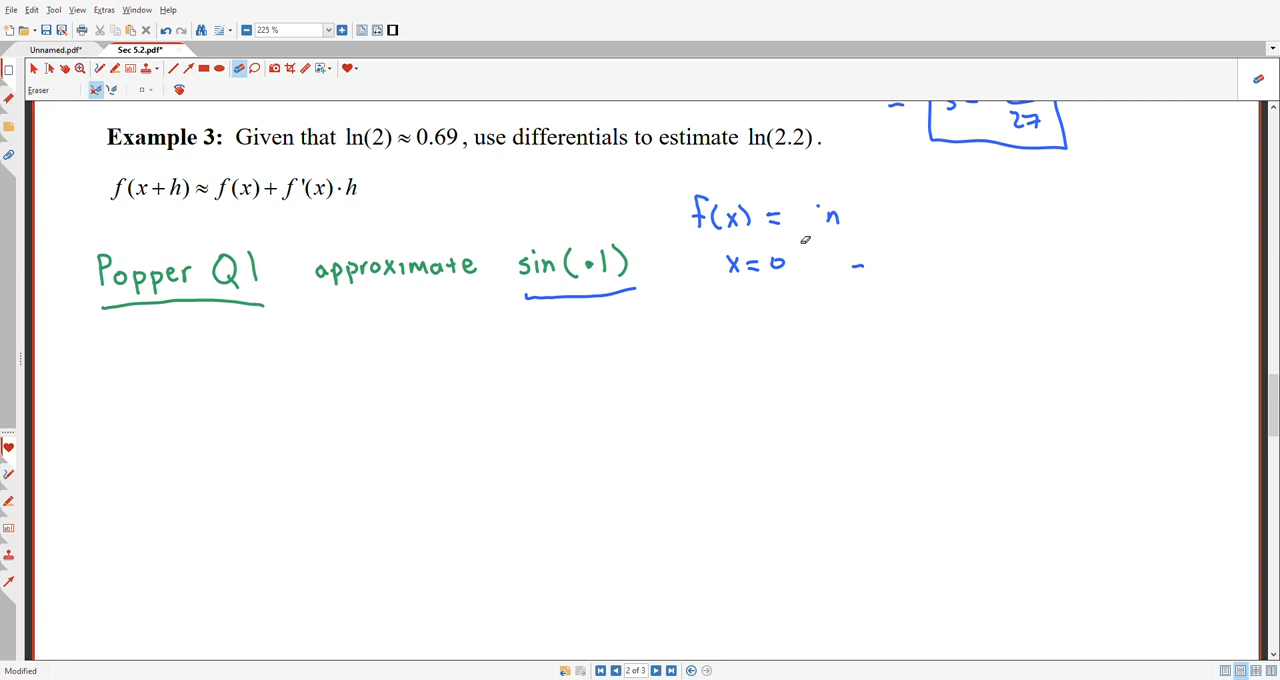 File Edit Tool View Extras Window Help
225 %
Unnamed.pdf* Sec 5.2.pdf*
Eraser
27
Example 3: Given that ln(2) ≈ 0.69, use differentials to estimate ln(2.2).
f(x+h) ≈ f(x) + f'(x)·h
f(x) = in
Popper Q1 approximate sin(.1) x=0 -
Modified
2 of 3